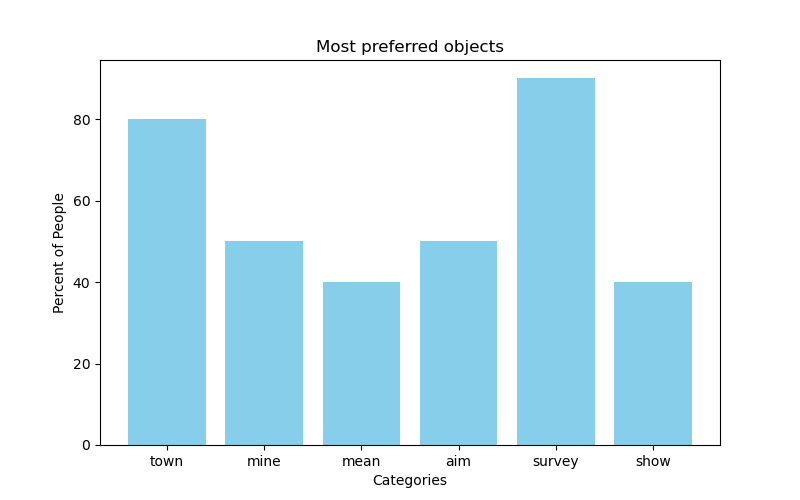 Most preferred objects
Percent of People
80
60
40
20
0
town mine mean aim survey show
Categories